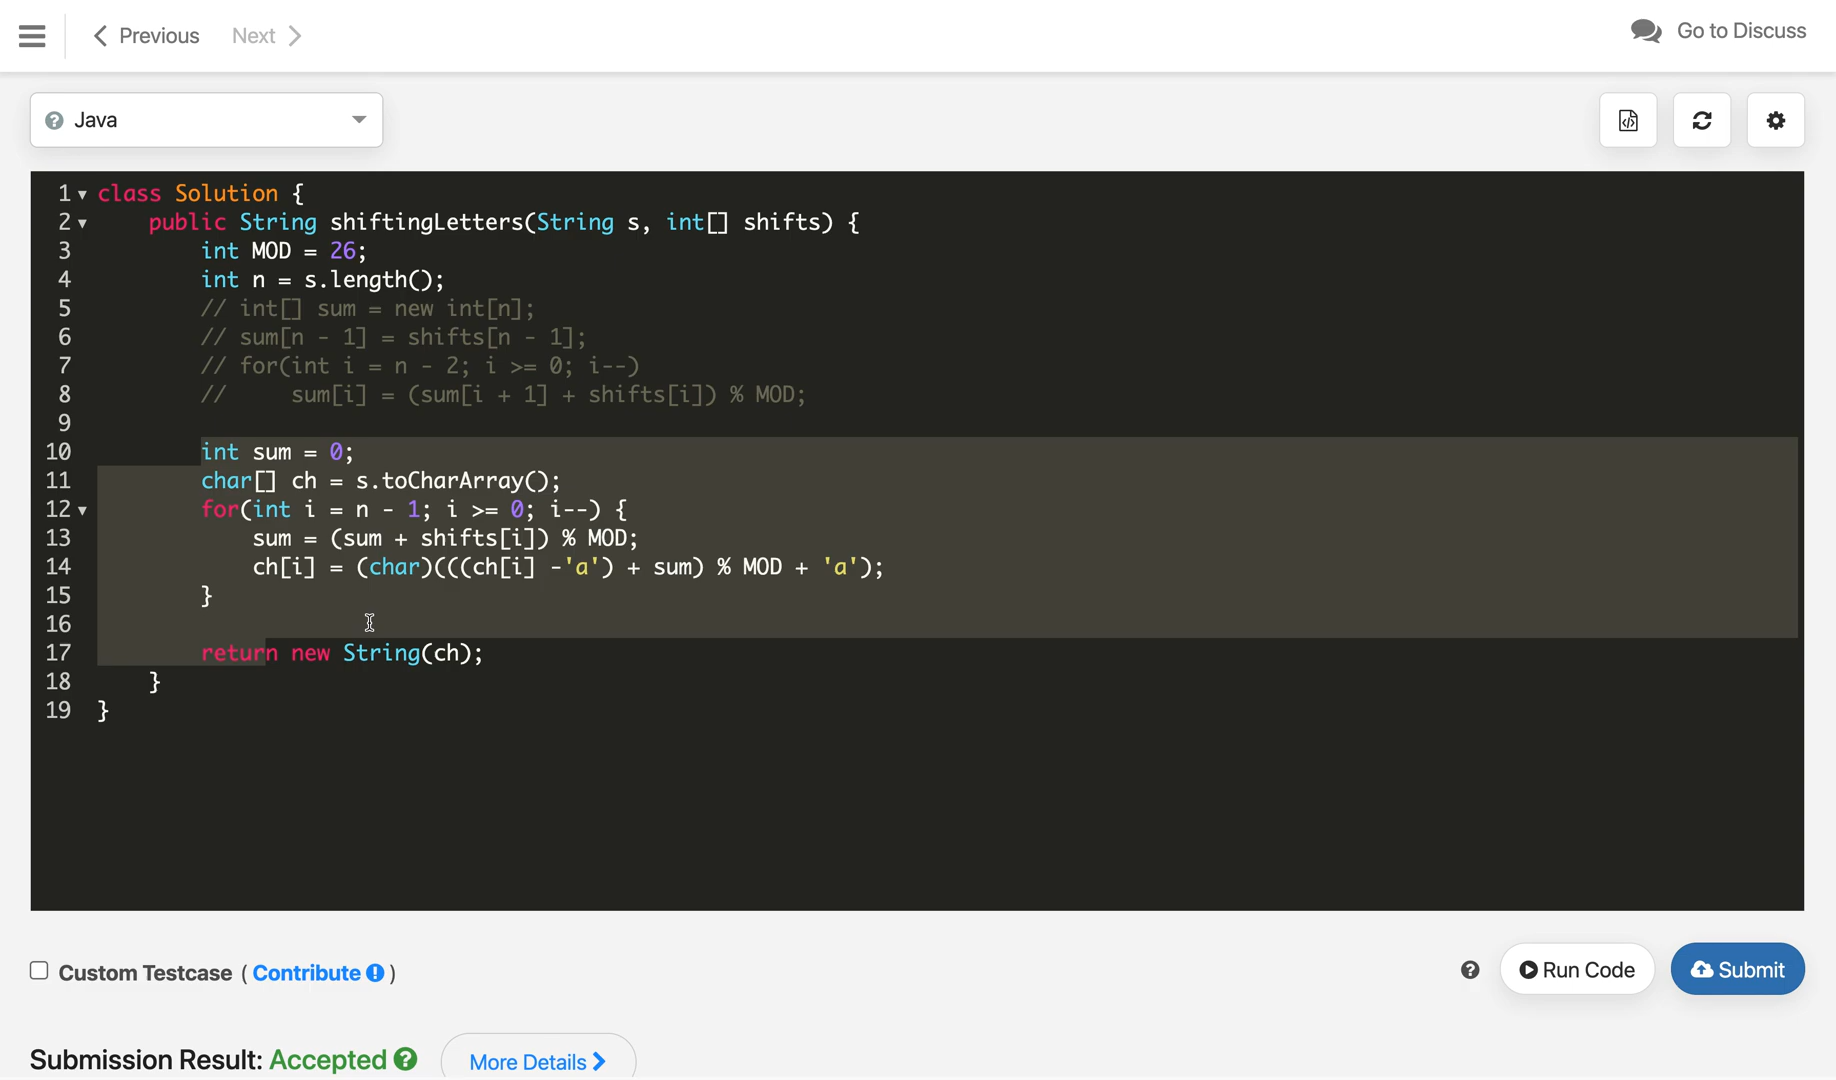 Previous Next Go to Discuss
Java
1 class Solution {
2 public String shiftingLetters(String s, int[] shifts) {
3 int MOD = 26;
4 int n = s.length();
5 // int[] sum = new int[n];
6 // sum[n - 1] = shifts[n - 1];
7 // for(int i = n - 2; i >= 0; i--)
8 // sum[i] = (sum[i + 1] + shifts[i]) % MOD;
9
10 int sum = 0;
11 char[] ch = s.toCharArray();
12 for(int i = n - 1; i >= 0; i--) {
13 sum = (sum + shifts[i]) % MOD;
14 ch[i] = (char)(((ch[i] -'a') + sum) % MOD + 'a');
15 }
16
17 return new String(ch);
18 }
19 }
Custom Testcase ( Contribute ) Run Code Submit
Submission Result: Accepted More Details